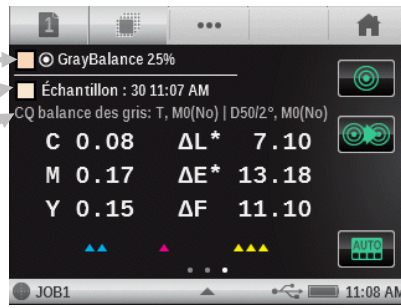 1
GrayBalance 25%
Échantillon : 30 11:07 AM
CQ balance des gris: T, M0(No) | D50/2°, M0(No)
C 0.08 ΔL* 7.10
M 0.17 ΔE* 13.18
Y 0.15 ΔF 11.10
AUTO
JOB1 11:08 AM